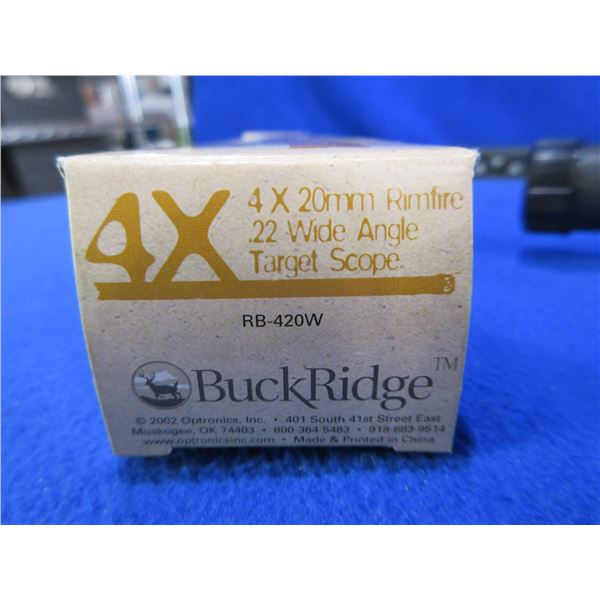 4X
4 X 20mm Rimfire
.22 Wide Angle
Target Scope
RB-420W
BuckRidge™
© 2002 Optronics, Inc. • 401 South 41st Street East
Muskogee, OK 74403 • 800-364-5483 • 918-683-9514
www.optronicsinc.com • Made & Printed in China